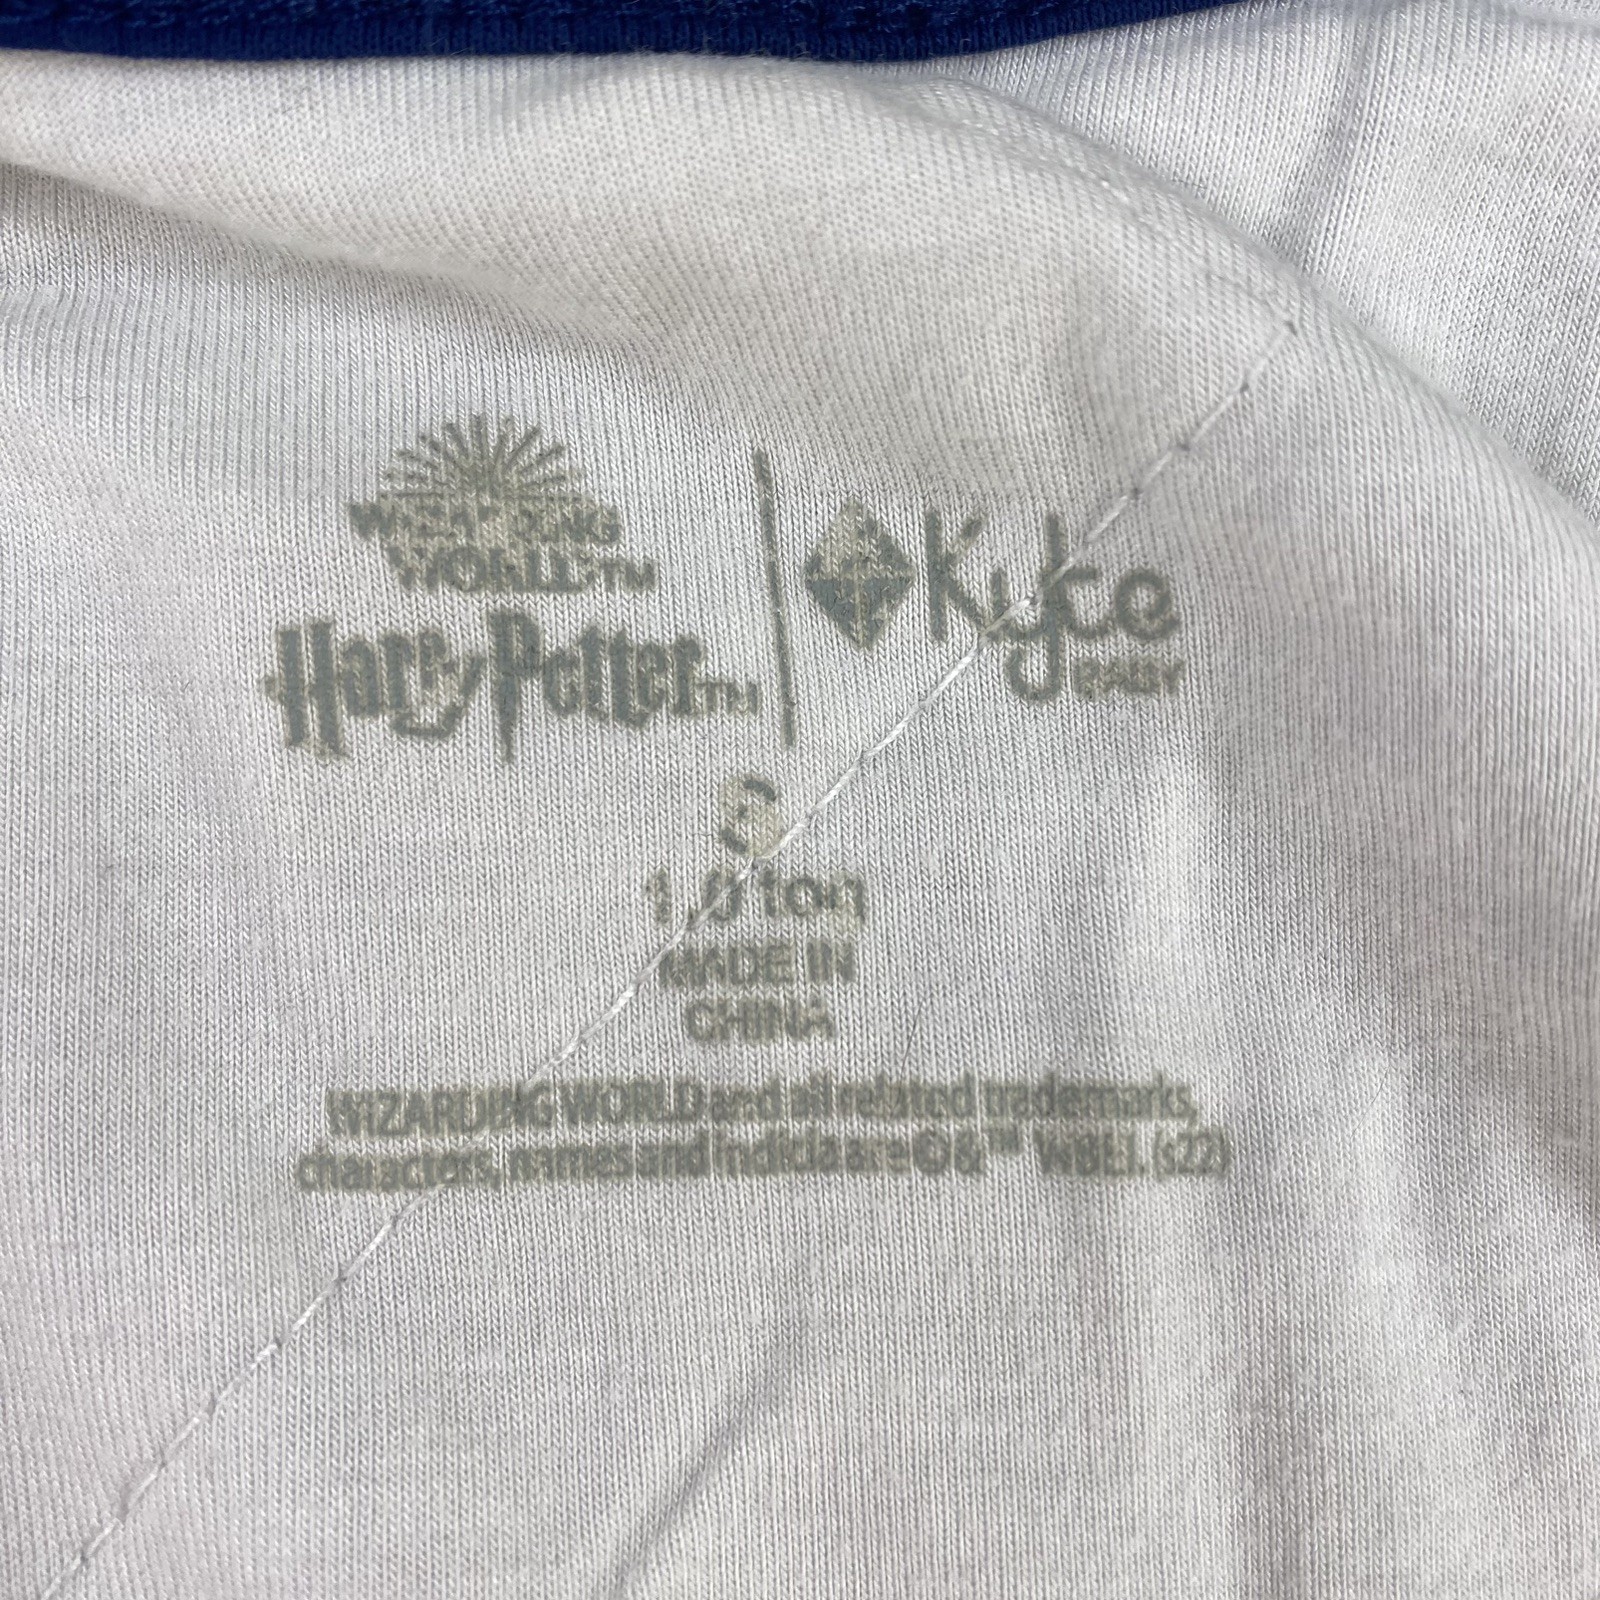 WIZARDING
WORLD™
Harry Potter™
Kyte
BABY
1.0 tog
MADE IN
CHINA
WIZARDING WORLD and all related trademarks,
characters, names and indicia are © & ™ WBEI. (s22)